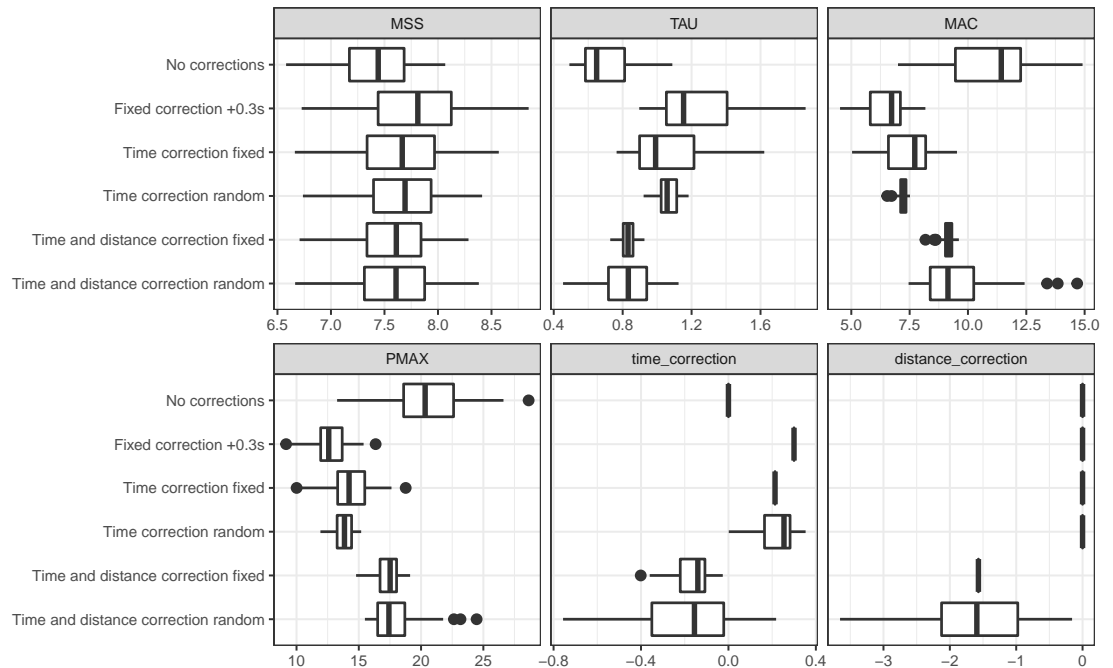 MSS TAU MAC
No corrections
Fixed correction +0.3s
Time correction fixed
Time correction random
Time and distance correction fixed
Time and distance correction random
6.5 7.0 7.5 8.0 8.5 0.4 0.8 1.2 1.6 5.0 7.5 10.0 12.5 15.0
PMAX time_correction distance_correction
No corrections
Fixed correction +0.3s
Time correction fixed
Time correction random
Time and distance correction fixed
Time and distance correction random
10 15 20 25 −0.8 −0.4 0.0 0.4 −3 −2 −1 0